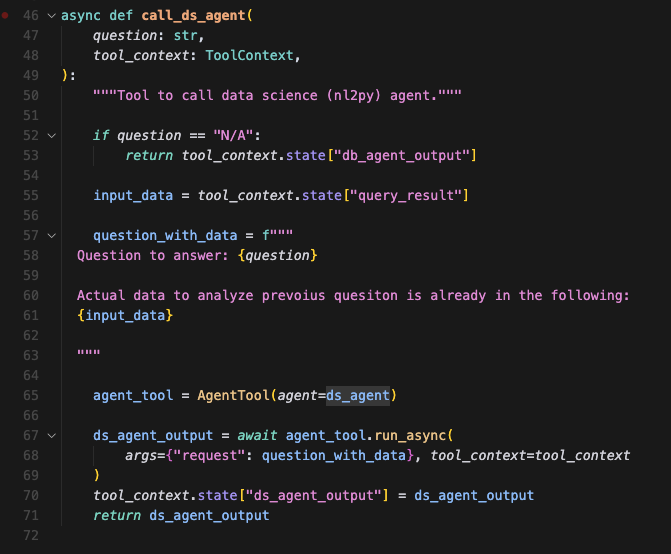 46 async def call_ds_agent(
47     question: str,
48     tool_context: ToolContext,
49 ):
50     """Tool to call data science (nl2py) agent."""
51
52     if question == "N/A":
53         return tool_context.state["db_agent_output"]
54
55     input_data = tool_context.state["query_result"]
56
57     question_with_data = f"""
58   Question to answer: {question}
59
60   Actual data to analyze prevoius quesiton is already in the following:
61   {input_data}
62
63   """
64
65     agent_tool = AgentTool(agent=ds_agent)
66
67     ds_agent_output = await agent_tool.run_async(
68         args={"request": question_with_data}, tool_context=tool_context
69     )
70     tool_context.state["ds_agent_output"] = ds_agent_output
71     return ds_agent_output
72